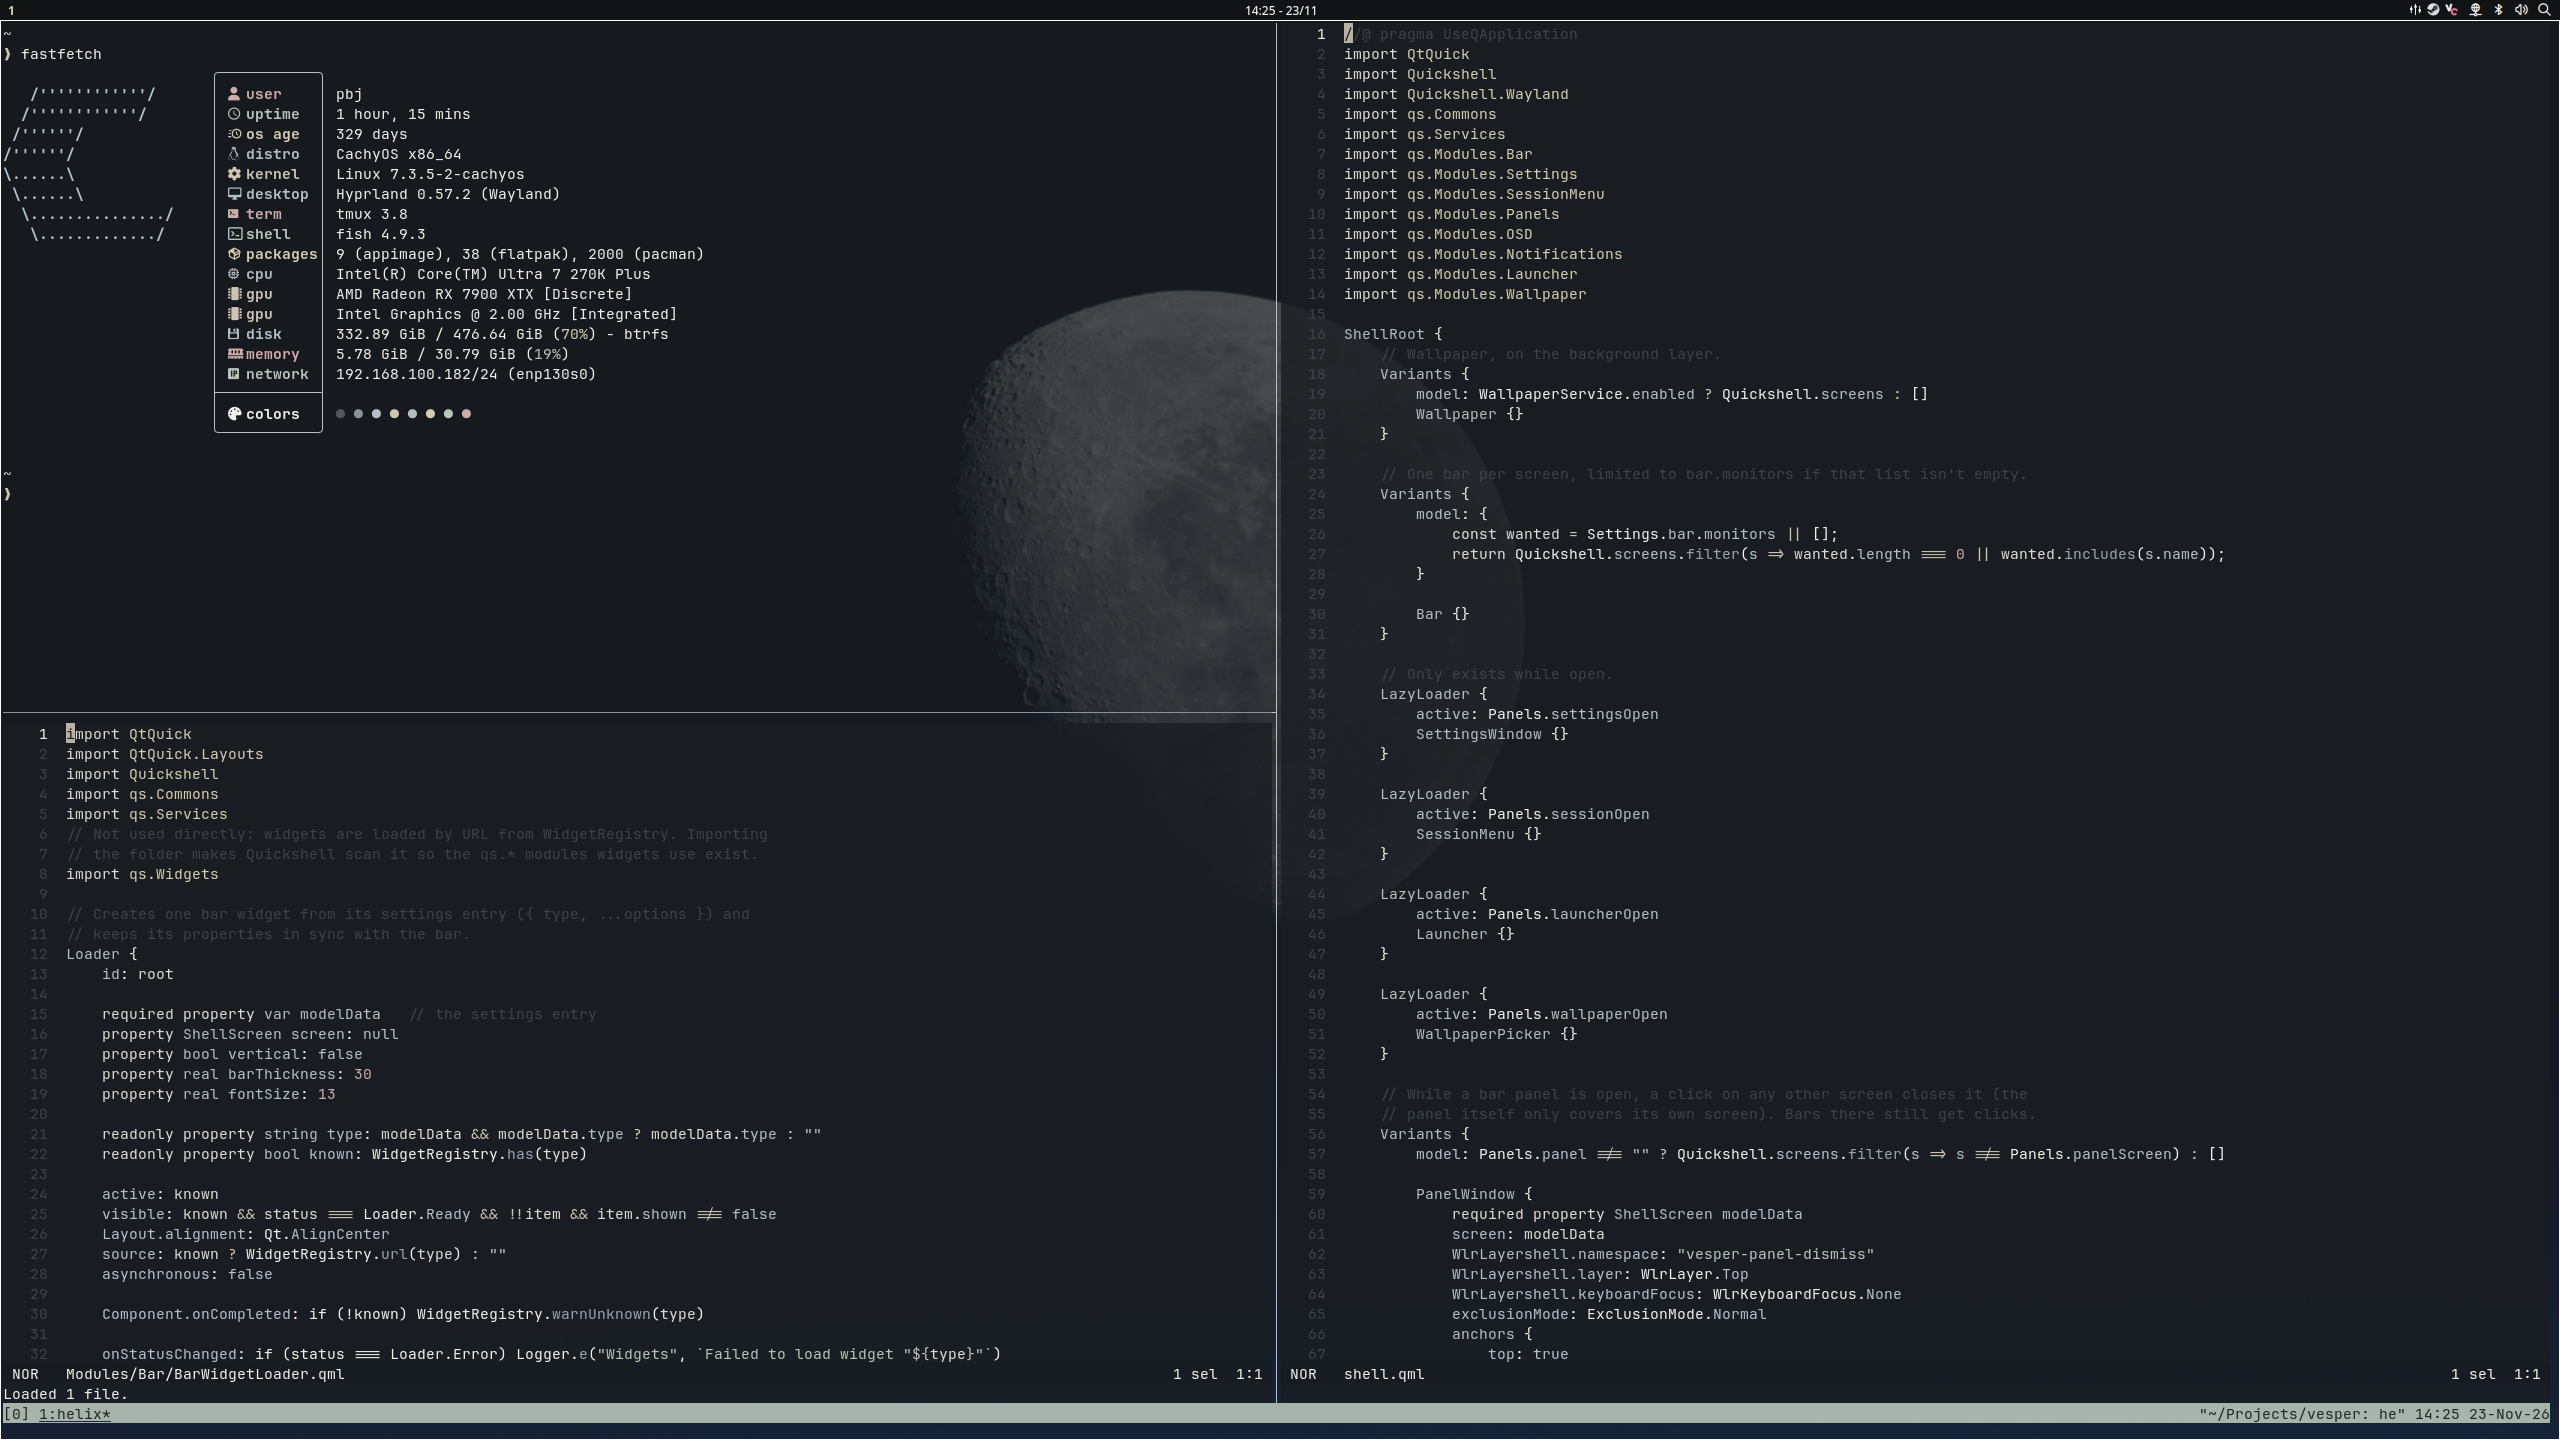 1
14:25 - 23/11
~
❫ fastfetch
/''''''''''''/
/''''''''''''/
/''''''/
/''''''/
\......\
\......\
\.............../
\............./
user pbj
uptime 1 hour, 15 mins
os age 329 days
distro CachyOS x86_64
kernel Linux 7.3.5-2-cachyos
desktop Hyprland 0.57.2 (Wayland)
term tmux 3.8
shell fish 4.9.3
packages 9 (appimage), 38 (flatpak), 2000 (pacman)
cpu Intel(R) Core(TM) Ultra 7 270K Plus
gpu AMD Radeon RX 7900 XTX [Discrete]
gpu Intel Graphics @ 2.00 GHz [Integrated]
disk 332.89 GiB / 476.64 GiB (70%) - btrfs
memory 5.78 GiB / 30.79 GiB (19%)
network 192.168.100.182/24 (enp130s0)
colors
~
❫
1 import QtQuick
2 import QtQuick.Layouts
3 import Quickshell
4 import qs.Commons
5 import qs.Services
6 // Not used directly: widgets are loaded by URL from WidgetRegistry. Importing
7 // the folder makes Quickshell scan it so the qs.* modules widgets use exist.
8 import qs.Widgets
9
10 // Creates one bar widget from its settings entry ({ type, ...options }) and
11 // keeps its properties in sync with the bar.
12 Loader {
13     id: root
14
15     required property var modelData   // the settings entry
16     property ShellScreen screen: null
17     property bool vertical: false
18     property real barThickness: 30
19     property real fontSize: 13
20
21     readonly property string type: modelData && modelData.type ? modelData.type : ""
22     readonly property bool known: WidgetRegistry.has(type)
23
24     active: known
25     visible: known && status === Loader.Ready && !!item && item.shown !== false
26     Layout.alignment: Qt.AlignCenter
27     source: known ? WidgetRegistry.url(type) : ""
28     asynchronous: false
29
30     Component.onCompleted: if (!known) WidgetRegistry.warnUnknown(type)
31
32     onStatusChanged: if (status === Loader.Error) Logger.e("Widgets", `Failed to load widget "${type}"`)
NOR   Modules/Bar/BarWidgetLoader.qml   1 sel  1:1
Loaded 1 file.
1 //@ pragma UseQApplication
2 import QtQuick
3 import Quickshell
4 import Quickshell.Wayland
5 import qs.Commons
6 import qs.Services
7 import qs.Modules.Bar
8 import qs.Modules.Settings
9 import qs.Modules.SessionMenu
10 import qs.Modules.Panels
11 import qs.Modules.OSD
12 import qs.Modules.Notifications
13 import qs.Modules.Launcher
14 import qs.Modules.Wallpaper
15
16 ShellRoot {
17     // Wallpaper, on the background layer.
18     Variants {
19         model: WallpaperService.enabled ? Quickshell.screens : []
20         Wallpaper {}
21     }
22
23     // One bar per screen, limited to bar.monitors if that list isn't empty.
24     Variants {
25         model: {
26             const wanted = Settings.bar.monitors || [];
27             return Quickshell.screens.filter(s => wanted.length === 0 || wanted.includes(s.name));
28         }
29
30         Bar {}
31     }
32
33     // Only exists while open.
34     LazyLoader {
35         active: Panels.settingsOpen
36         SettingsWindow {}
37     }
38
39     LazyLoader {
40         active: Panels.sessionOpen
41         SessionMenu {}
42     }
43
44     LazyLoader {
45         active: Panels.launcherOpen
46         Launcher {}
47     }
48
49     LazyLoader {
50         active: Panels.wallpaperOpen
51         WallpaperPicker {}
52     }
53
54     // While a bar panel is open, a click on any other screen closes it (the
55     // panel itself only covers its own screen). Bars there still get clicks.
56     Variants {
57         model: Panels.panel !== "" ? Quickshell.screens.filter(s => s !== Panels.panelScreen) : []
58
59         PanelWindow {
60             required property ShellScreen modelData
61             screen: modelData
62             WlrLayershell.namespace: "vesper-panel-dismiss"
63             WlrLayershell.layer: WlrLayer.Top
64             WlrLayershell.keyboardFocus: WlrKeyboardFocus.None
65             exclusionMode: ExclusionMode.Normal
66             anchors {
67                 top: true
NOR   shell.qml   1 sel  1:1
[0] 1:helix*   "~/Projects/vesper: he" 14:25 23-Nov-26